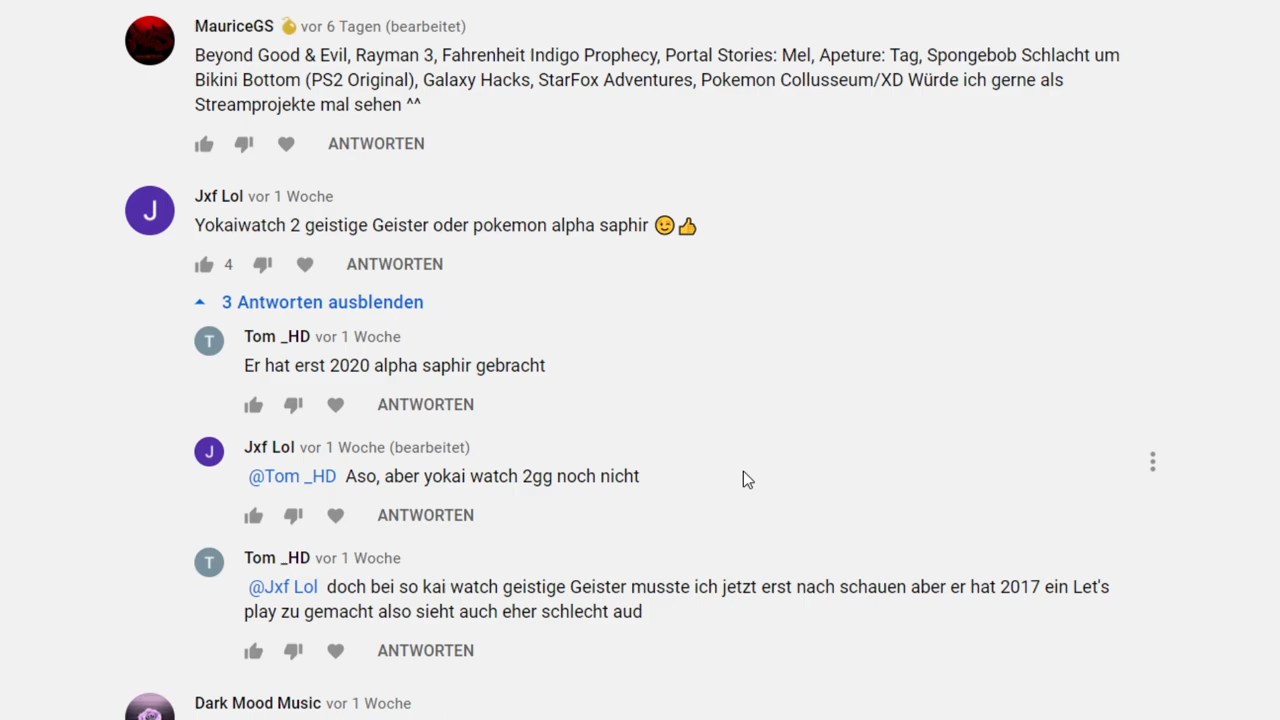 MauriceGS vor 6 Tagen (bearbeitet)
Beyond Good & Evil, Rayman 3, Fahrenheit Indigo Prophecy, Portal Stories: Mel, Apeture: Tag, Spongebob Schlacht um
Bikini Bottom (PS2 Original), Galaxy Hacks, StarFox Adventures, Pokemon Collusseum/XD Würde ich gerne als
Streamprojekte mal sehen ^^
ANTWORTEN
J
Jxf Lol vor 1 Woche
Yokaiwatch 2 geistige Geister oder pokemon alpha saphir 😉👍
4 ANTWORTEN
3 Antworten ausblenden
T
Tom _HD vor 1 Woche
Er hat erst 2020 alpha saphir gebracht
ANTWORTEN
J
Jxf Lol vor 1 Woche (bearbeitet)
@Tom _HD Aso, aber yokai watch 2gg noch nicht
ANTWORTEN
T
Tom _HD vor 1 Woche
@Jxf Lol doch bei so kai watch geistige Geister musste ich jetzt erst nach schauen aber er hat 2017 ein Let's
play zu gemacht also sieht auch eher schlecht aud
ANTWORTEN
Dark Mood Music vor 1 Woche